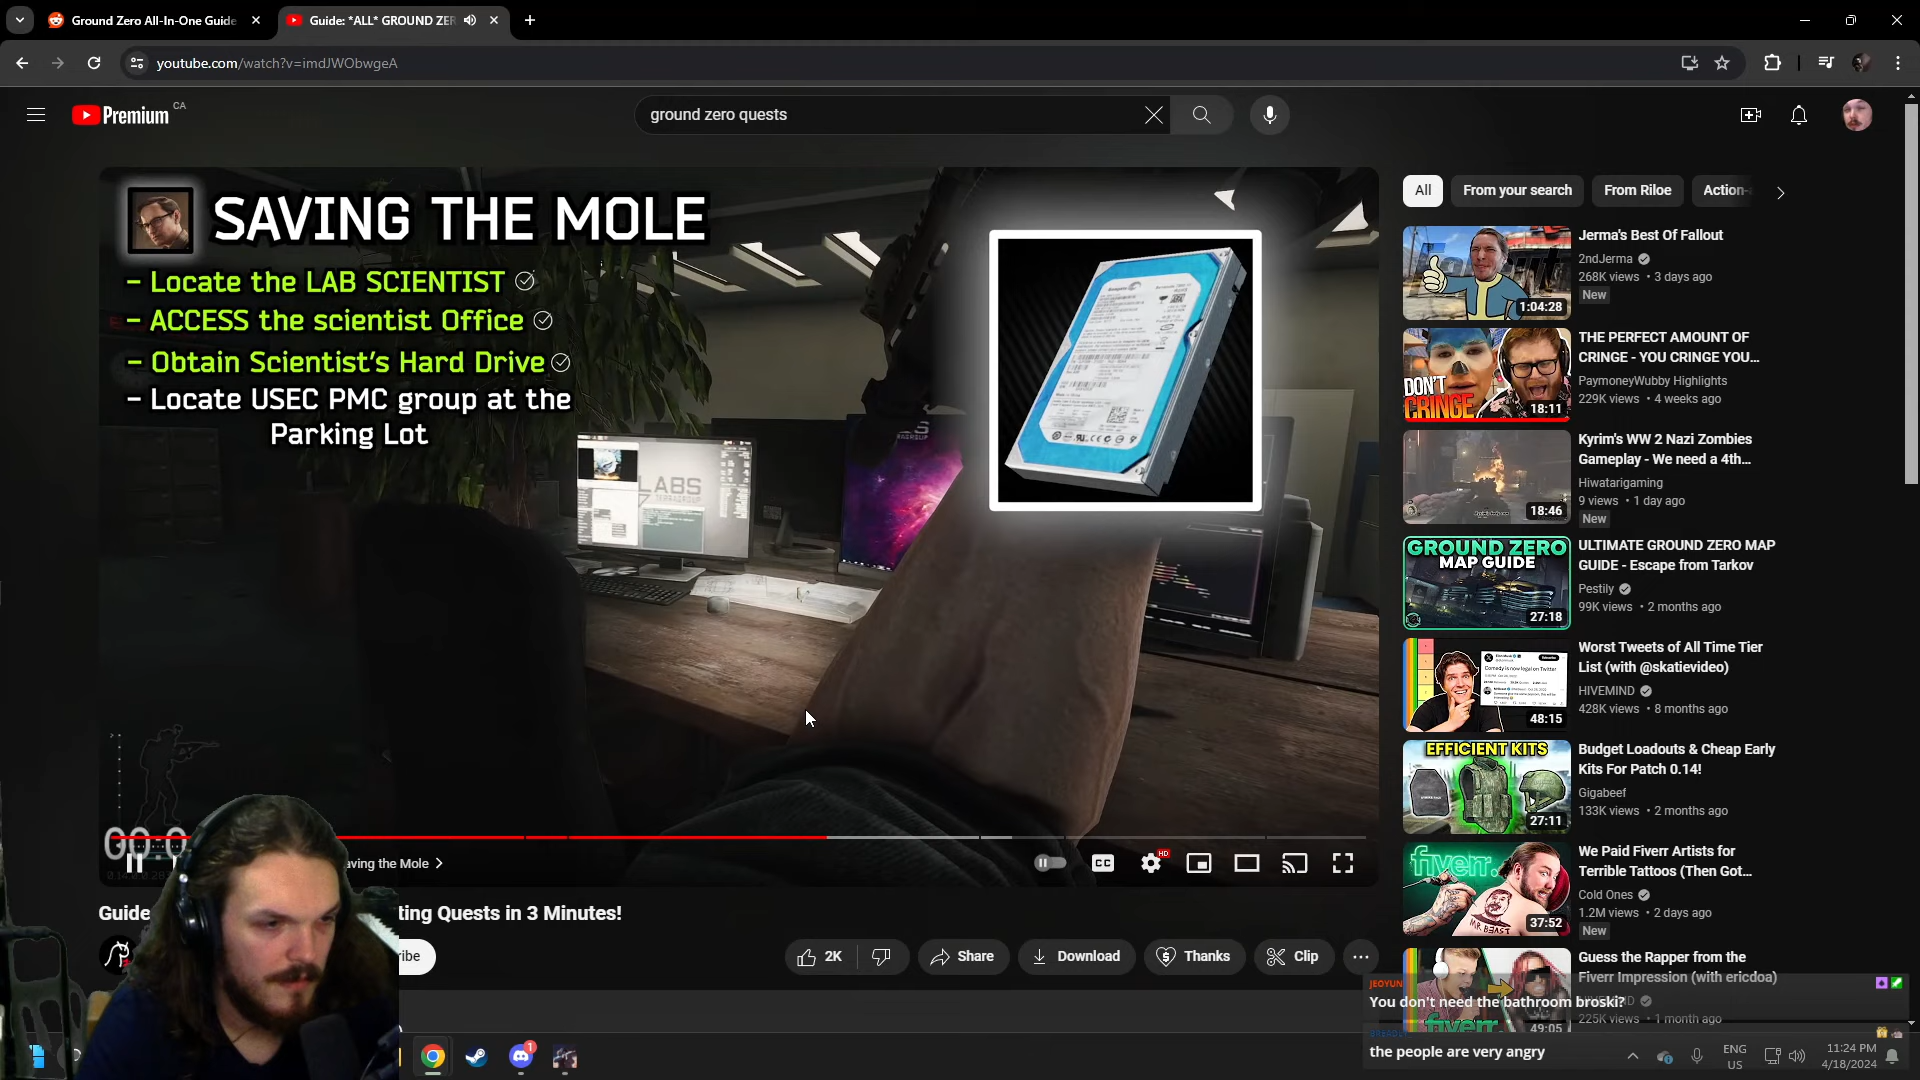 Ground Zero All-In-One Guide
Guide: *ALL* GROUND ZER
youtube.com/watch?v=imdJWObwgeA
Premium CA
ground zero quests
SAVING THE MOLE
- Locate the LAB SCIENTIST
- ACCESS the scientist Office
- Obtain Scientist's Hard Drive
- Locate USEC PMC group at the
Parking Lot
LABS
aving the Mole
CC
HD
Guide
ting Quests in 3 Minutes!
ibe
2K
Share
Download
Thanks
Clip
All
From your search
From Riloe
Action-
Jerma's Best Of Fallout
2ndJerma
268K views • 3 days ago
New
1:04:28
THE PERFECT AMOUNT OF
CRINGE - YOU CRINGE YOU...
PaymoneyWubby Highlights
229K views • 4 weeks ago
DON'T
CRINGE
18:11
Kyrim's WW 2 Nazi Zombies
Gameplay - We need a 4th...
Hiwatarigaming
9 views • 1 day ago
New
18:46
ULTIMATE GROUND ZERO MAP
GUIDE - Escape from Tarkov
Pestily
99K views • 2 months ago
GROUND ZERO
MAP GUIDE
27:18
Worst Tweets of All Time Tier
List (with @skatievideo)
HIVEMIND
428K views • 8 months ago
48:15
Budget Loadouts & Cheap Early
Kits For Patch 0.14!
Gigabeef
133K views • 2 months ago
EFFICIENT KITS
27:11
We Paid Fiverr Artists for
Terrible Tattoos (Then Got...
Cold Ones
1.2M views • 2 days ago
New
fiverr.
MR BEAST
37:52
Guess the Rapper from the
Fiverr Impression (with ericdoa)
225K views • 1 month ago
fiverr
49:05
JEOYUN
You don't need the bathroom broski?
the people are very angry
1
ENG
US
11:24 PM
4/18/2024